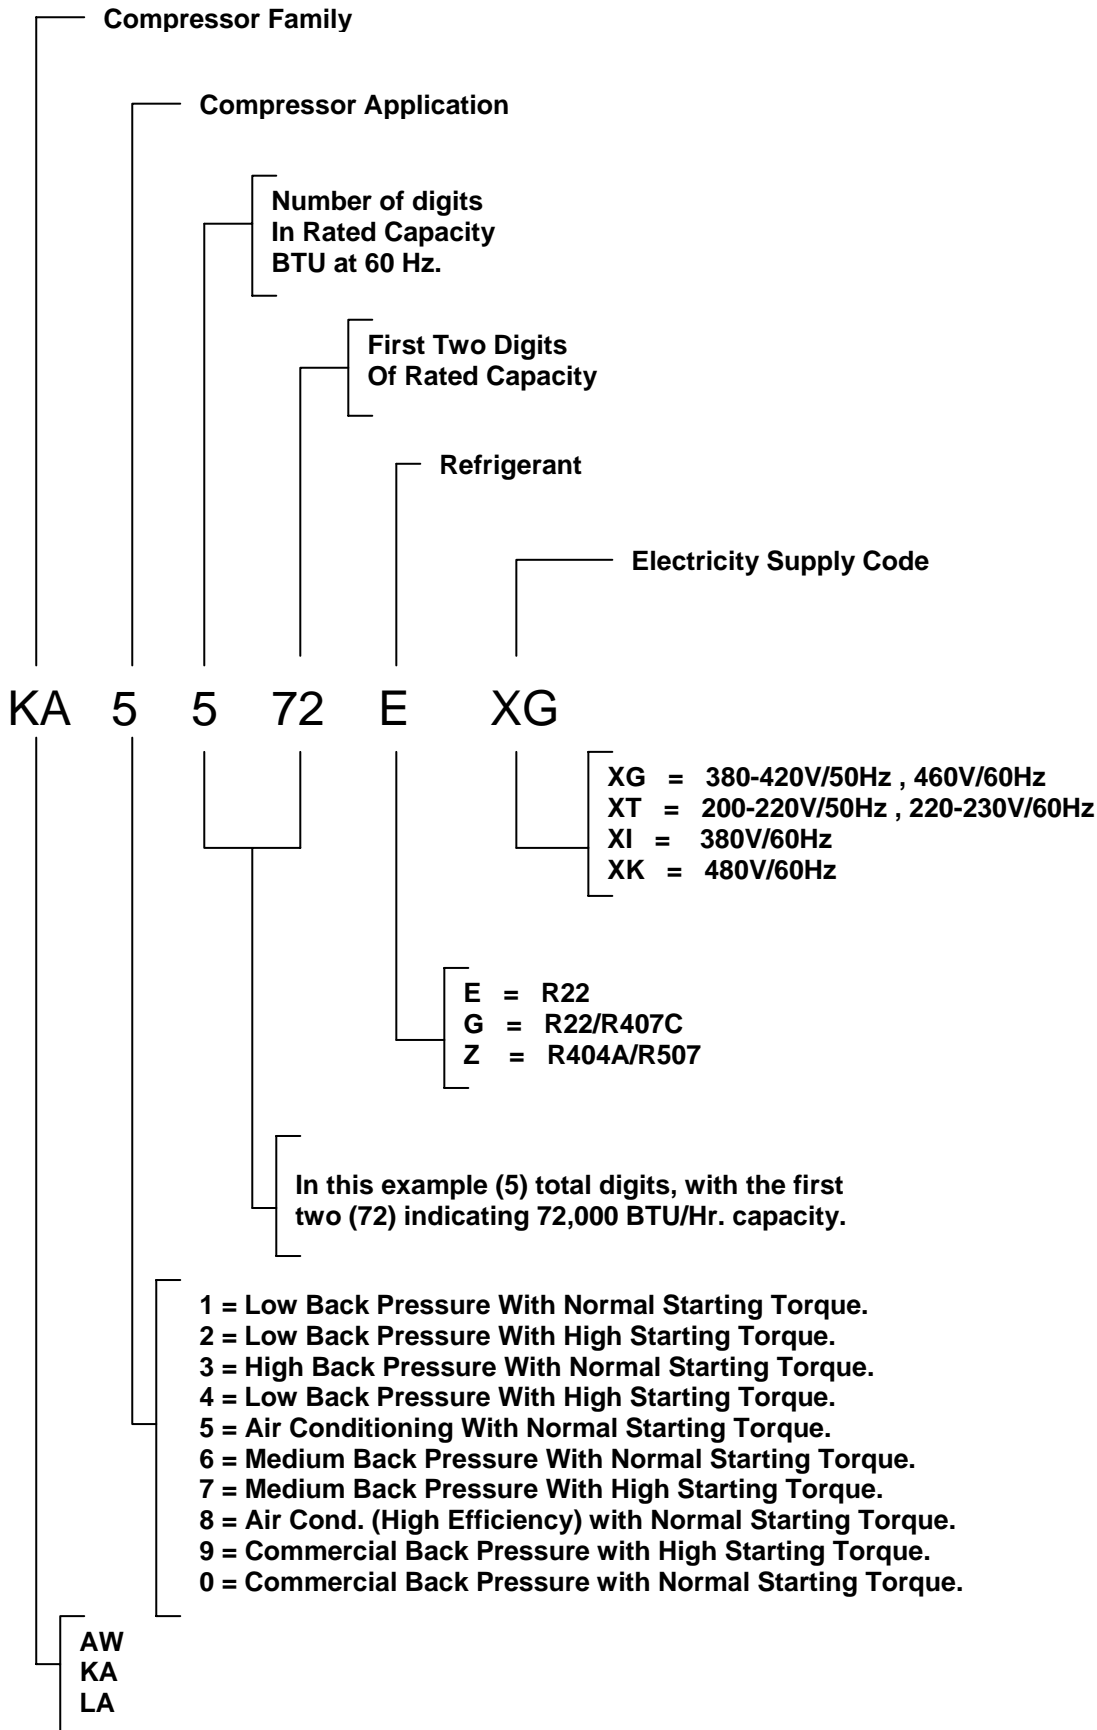 Compressor Family
Compressor Application
Number of digits
In Rated Capacity
BTU at 60 Hz.
First Two Digits
Of Rated Capacity
Refrigerant
Electricity Supply Code
KA 5 5 72 E XG
XG = 380-420V/50Hz , 460V/60Hz
XT = 200-220V/50Hz , 220-230V/60Hz
XI = 380V/60Hz
XK = 480V/60Hz
E = R22
G = R22/R407C
Z = R404A/R507
In this example (5) total digits, with the first
two (72) indicating 72,000 BTU/Hr. capacity.
1 = Low Back Pressure With Normal Starting Torque.
2 = Low Back Pressure With High Starting Torque.
3 = High Back Pressure With Normal Starting Torque.
4 = Low Back Pressure With High Starting Torque.
5 = Air Conditioning With Normal Starting Torque.
6 = Medium Back Pressure With Normal Starting Torque.
7 = Medium Back Pressure With High Starting Torque.
8 = Air Cond. (High Efficiency) with Normal Starting Torque.
9 = Commercial Back Pressure with High Starting Torque.
0 = Commercial Back Pressure with Normal Starting Torque.
AW
KA
LA